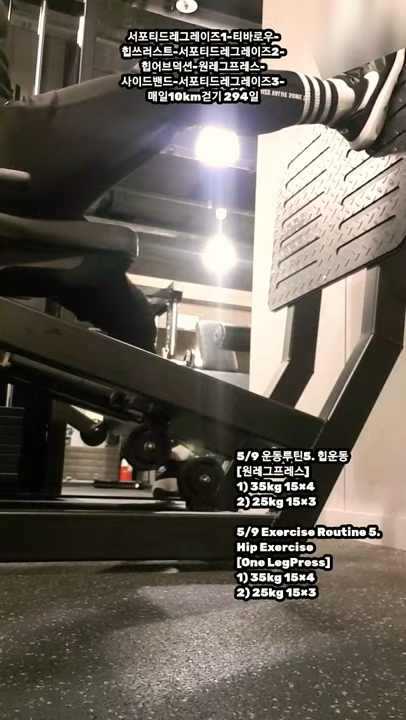 서포티드레그레이즈1-티바로우-
힙쓰러스트-서포티드레그레이즈2-
힙어브덕션-원레그프레스-
사이드밴드-서포티드레그레이즈3-
매일10km걷기 294일
5/9 운동루틴5. 힙운동
[원레그프레스]
1) 35kg 15×4
2) 25kg 15×3
5/9 Exercise Routine 5.
Hip Exercise
[One LegPress]
1) 35kg 15×4
2) 25kg 15×3